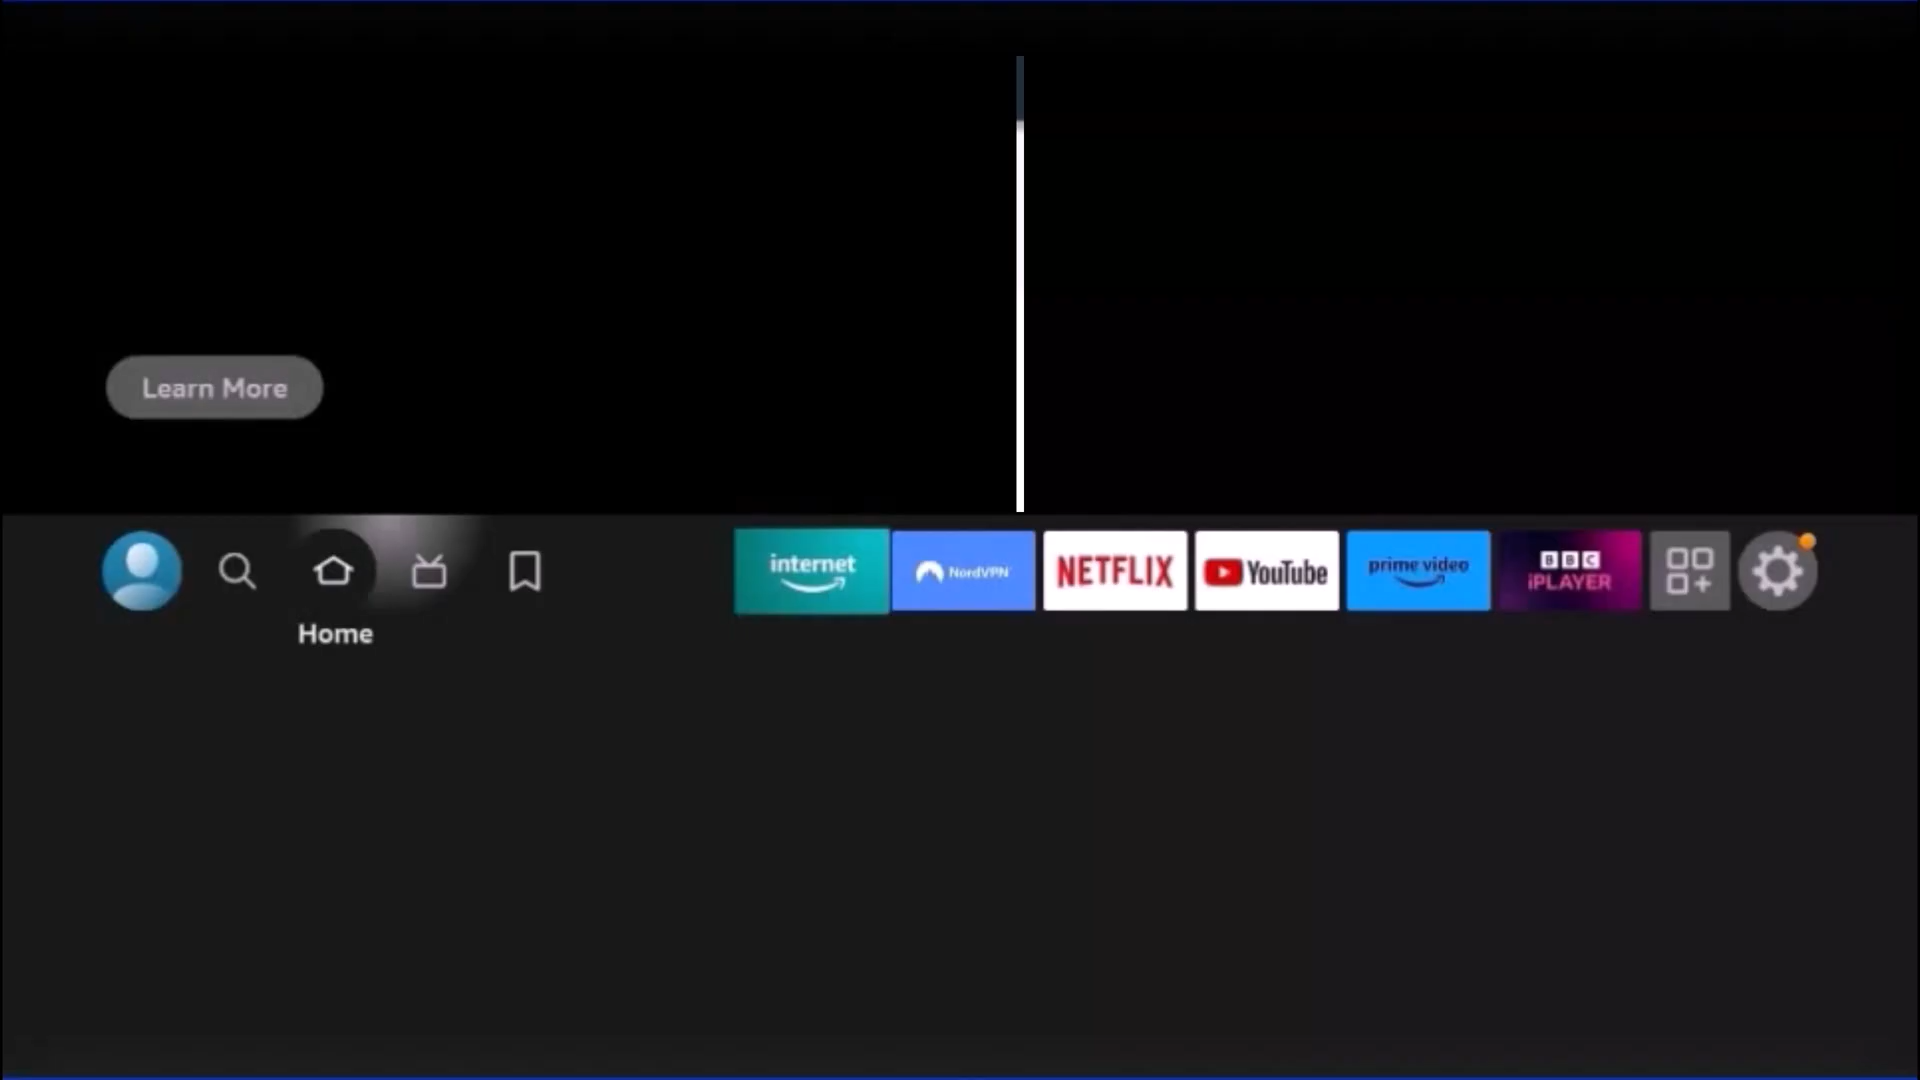 Learn More
internet
NordVPN
NETFLIX
YouTube
prime video
BBC
iPLAYER
Home